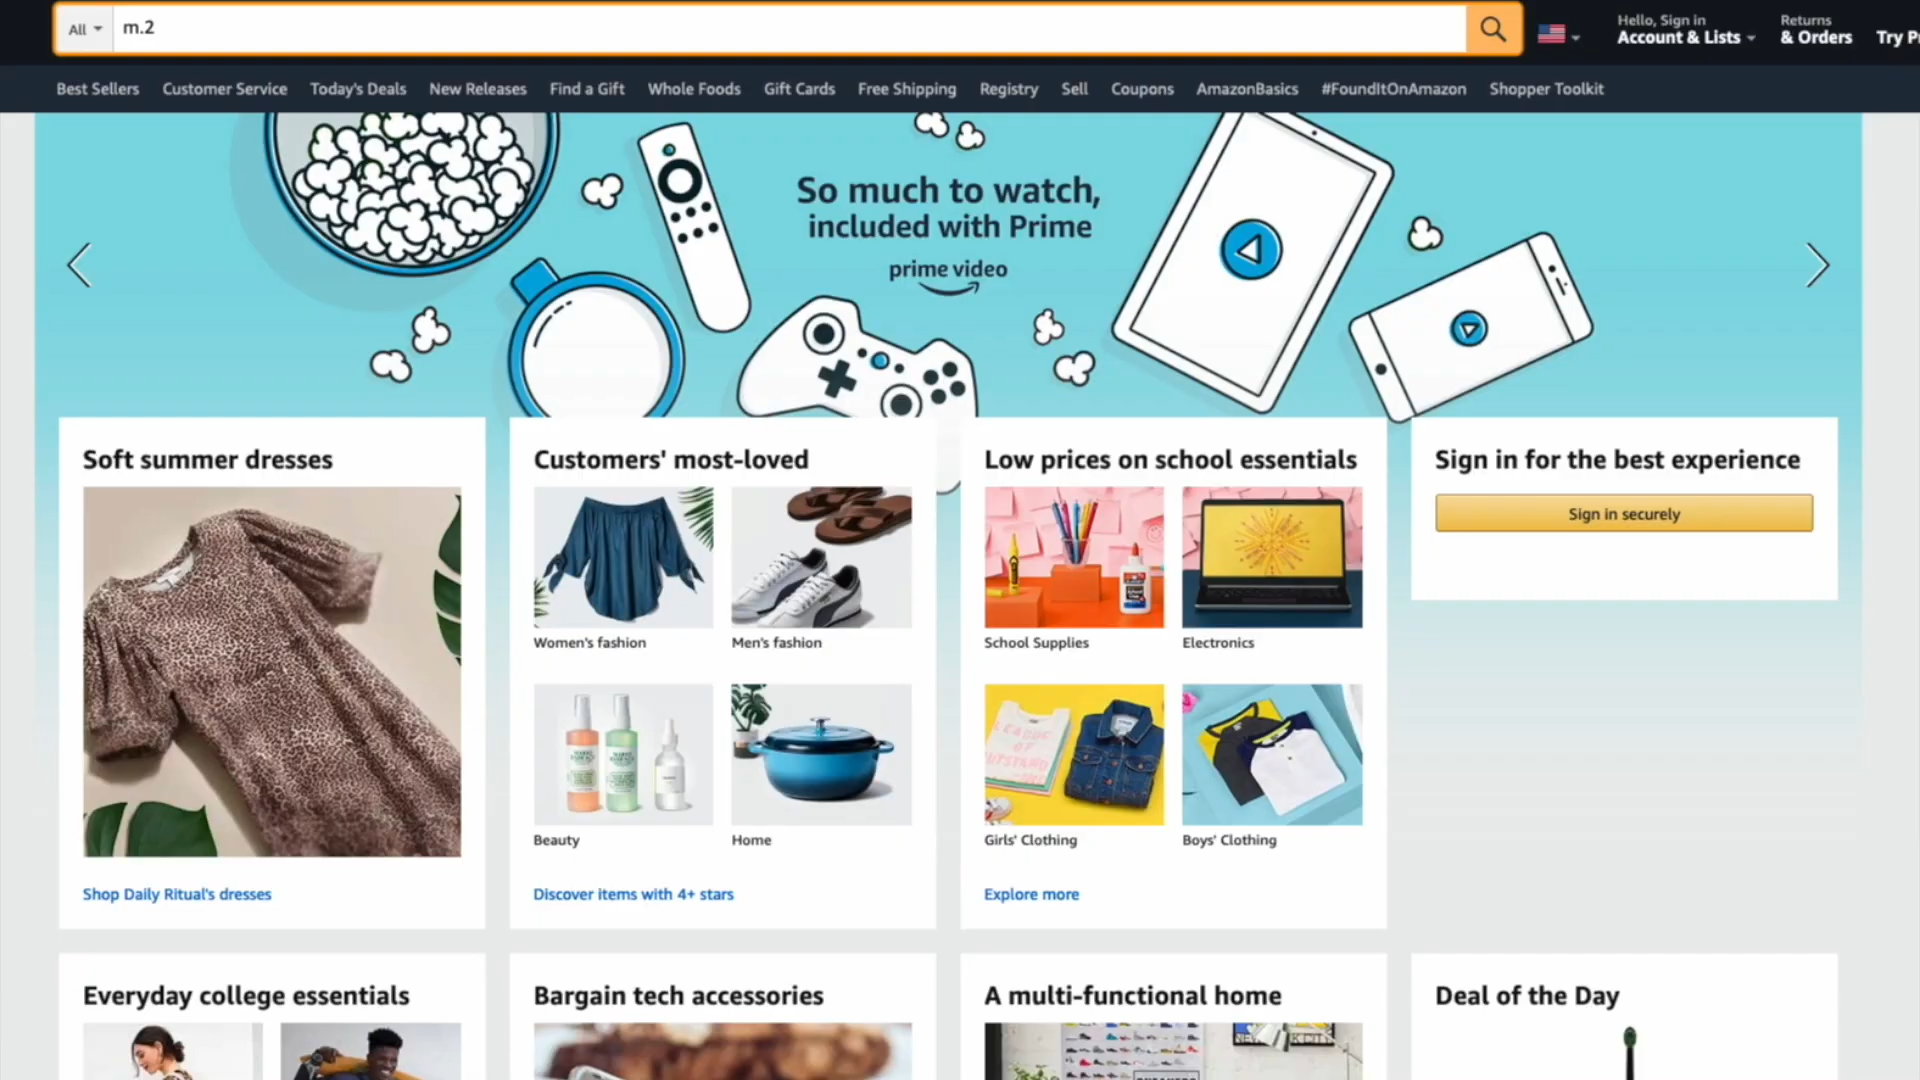 All
m.2
Hello, Sign in
Account & Lists
Returns
& Orders
Try
Best Sellers
Customer Service
Today's Deals
New Releases
Find a Gift
Whole Foods
Gift Cards
Free Shipping
Registry
Sell
Coupons
AmazonBasics
#FoundItOnAmazon
Shopper Toolkit
So much to watch,
included with Prime
prime video
Soft summer dresses
Shop Daily Ritual's dresses
Customers' most-loved
Women's fashion
Men's fashion
Beauty
Home
Discover items with 4+ stars
Low prices on school essentials
School Supplies
Electronics
Girls' Clothing
Boys' Clothing
Explore more
Sign in for the best experience
Sign in securely
Everyday college essentials
Bargain tech accessories
A multi-functional home
Deal of the Day